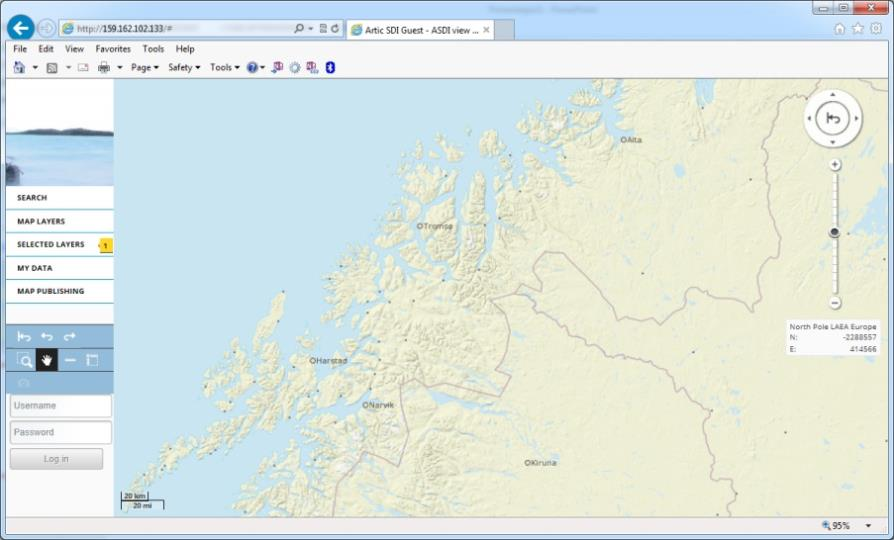 http://159.162.102.133/#
Artic SDI Guest - ASDI view ...
File Edit View Favorites Tools Help
Page Safety Tools
SEARCH
MAP LAYERS
SELECTED LAYERS 1
MY DATA
MAP PUBLISHING
Username
Password
Log in
Alta
Tromsø
Harstad
Narvik
Kiruna
North Pole LAEA Europe
N: -2288557
E: 414566
20 km
20 mi
95%